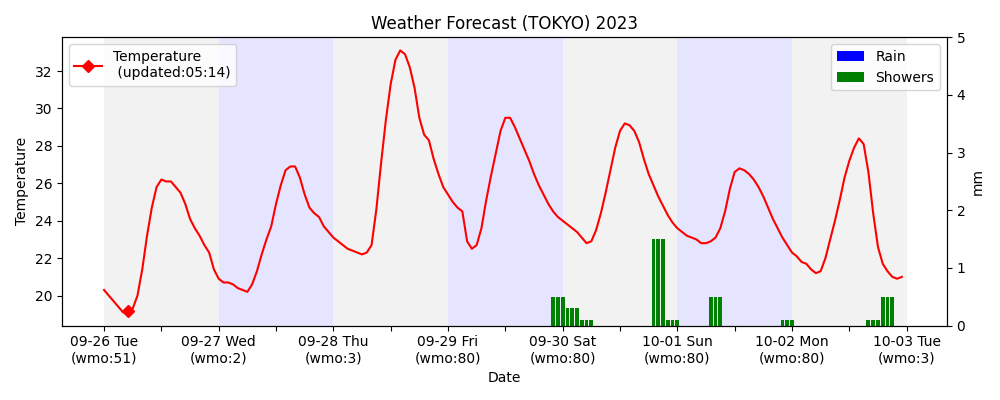 Weather Forecast (TOKYO) 2023
Temperature
(updated:05:14)
Rain
Showers
Temperature
32
30
28
26
24
22
20
5
4
3
2
1
0
mm
09-26 Tue
(wmo:51)
09-27 Wed
(wmo:2)
09-28 Thu
(wmo:3)
09-29 Fri
(wmo:80)
09-30 Sat
(wmo:80)
10-01 Sun
(wmo:80)
10-02 Mon
(wmo:80)
10-03 Tue
(wmo:3)
Date